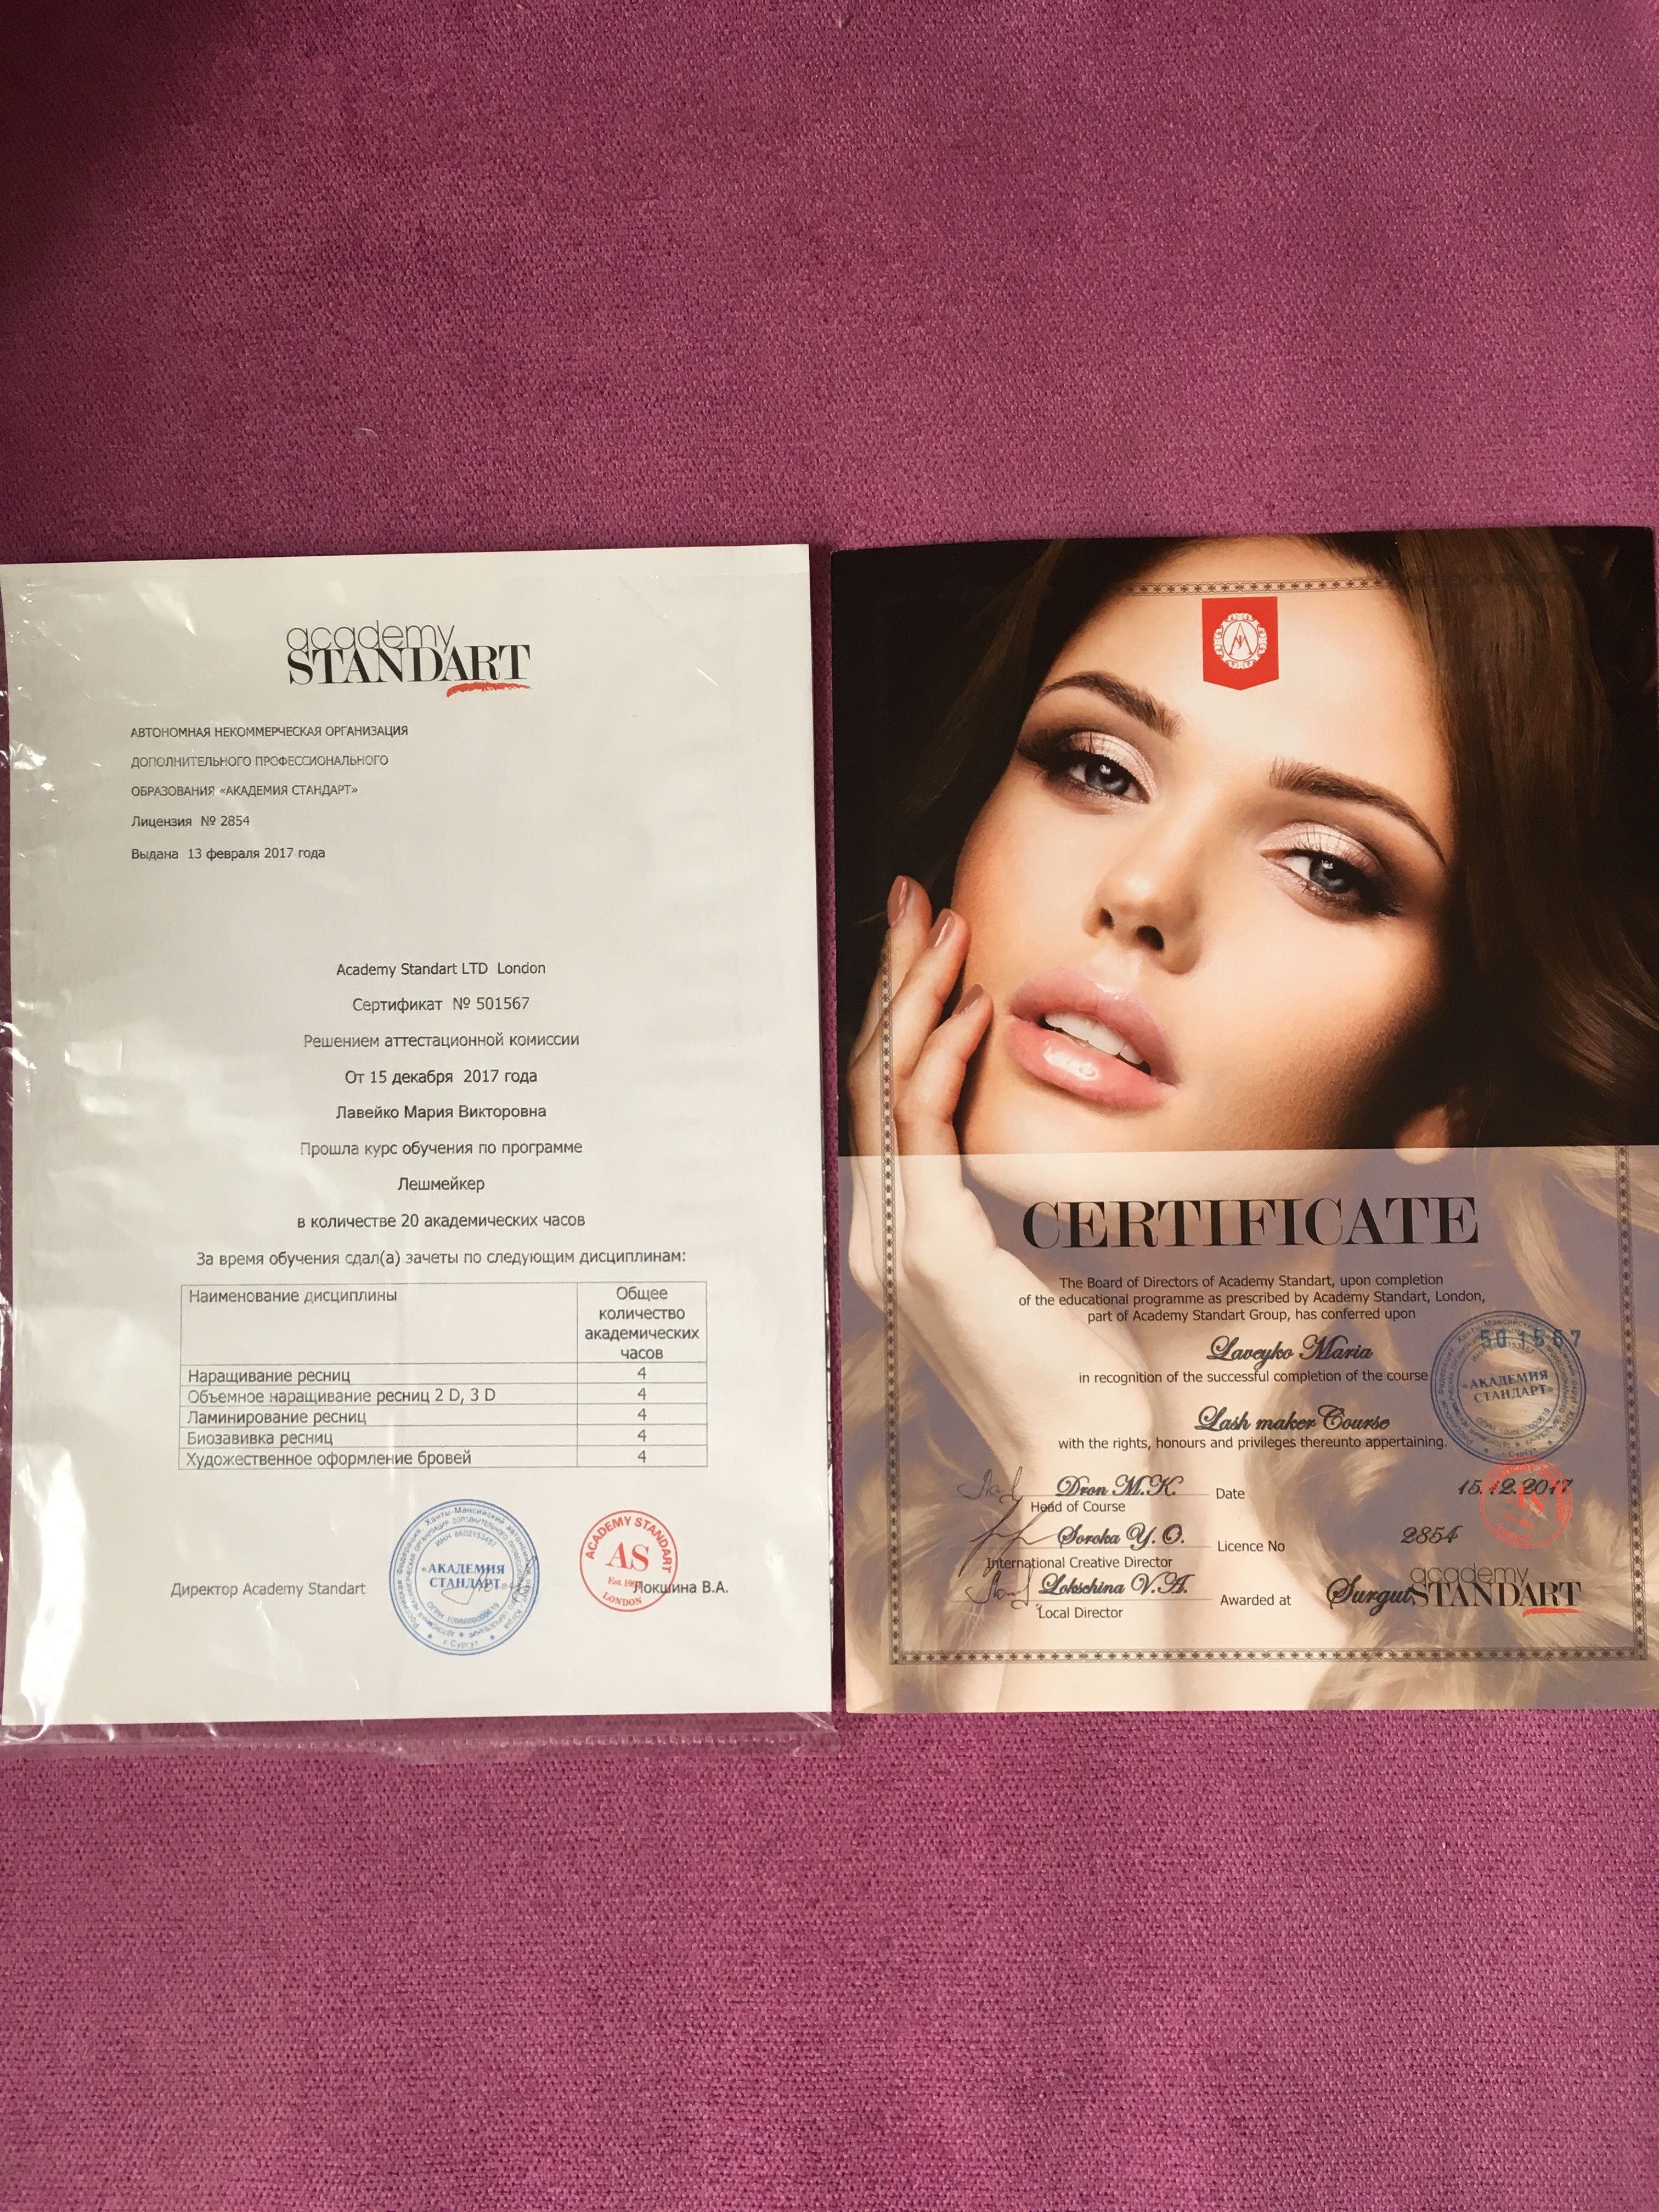 academy
STANDART
АВТОНОМНАЯ НЕКОММЕРЧЕСКАЯ ОРГАНИЗАЦИЯ
ДОПОЛНИТЕЛЬНОГО ПРОФЕССИОНАЛЬНОГО
ОБРАЗОВАНИЯ «АКАДЕМИЯ СТАНДАРТ»
Лицензия № 2854
Выдана 13 февраля 2017 года
Academy Standart LTD London
Сертификат № 501567
Решением аттестационной комиссии
От 15 декабря 2017 года
Лавейко Мария Викторовна
Прошла курс обучения по программе
Лешмейкер
в количестве 20 академических часов
За время обучения сдал(а) зачеты по следующим дисциплинам:
Наименование дисциплины Общее
количество
академических
часов
Наращивание ресниц 4
Объемное наращивание ресниц 2 D, 3 D 4
Ламинирование ресниц 4
Биозавивка ресниц 4
Художественное оформление бровей 4
Директор Academy Standart
«АКАДЕМИЯ
СТАНДАРТ»
г. Сургут
ACADEMY STANDART
AS
LONDON
Локшина В.А.
CERTIFICATE
The Board of Directors of Academy Standart, upon completion
of the educational programme as prescribed by Academy Standart, London,
part of Academy Standart Group, has conferred upon
501567
Laveyko Maria
in recognition of the successful completion of the course
«АКАДЕМИЯ
СТАНДАРТ»
Lash maker Course
with the rights, honours and privileges thereunto appertaining.
Dron M.K. Date 15.12.2017
Head of Course
Soroka Y.O. Licence No 2854
International Creative Director
Lokschina V.A. Awarded at Surgut
Local Director
academy
STANDART